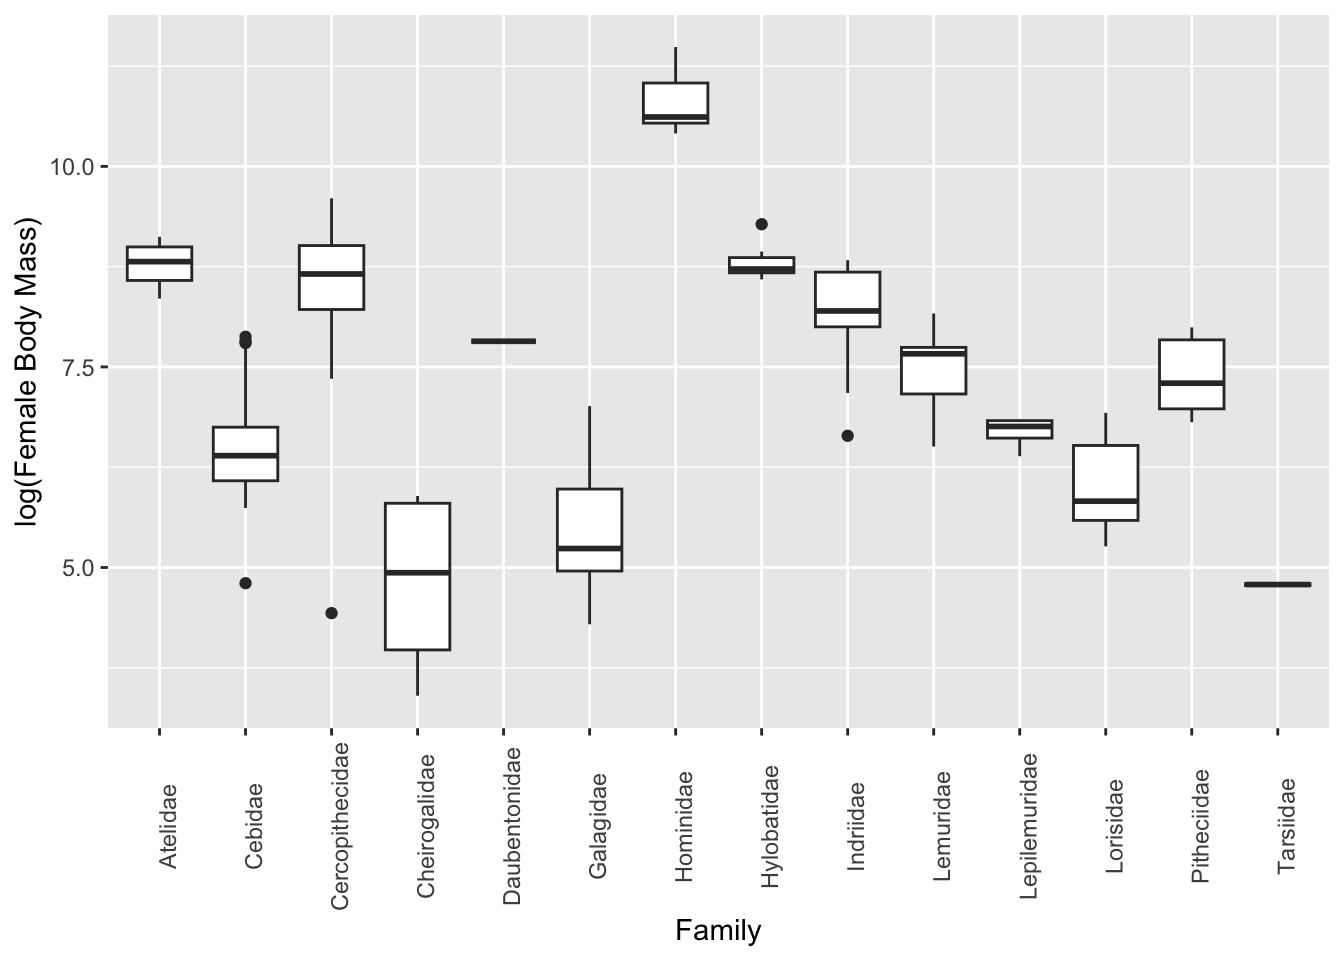 log(Female Body Mass)
10.0
7.5
5.0
Atelidae
Cebidae
Cercopithecidae
Cheirogalidae
Daubentonidae
Galagidae
Hominidae
Hylobatidae
Indriidae
Lemuridae
Lepilemuridae
Lorisidae
Pitheciidae
Tarsiidae
Family